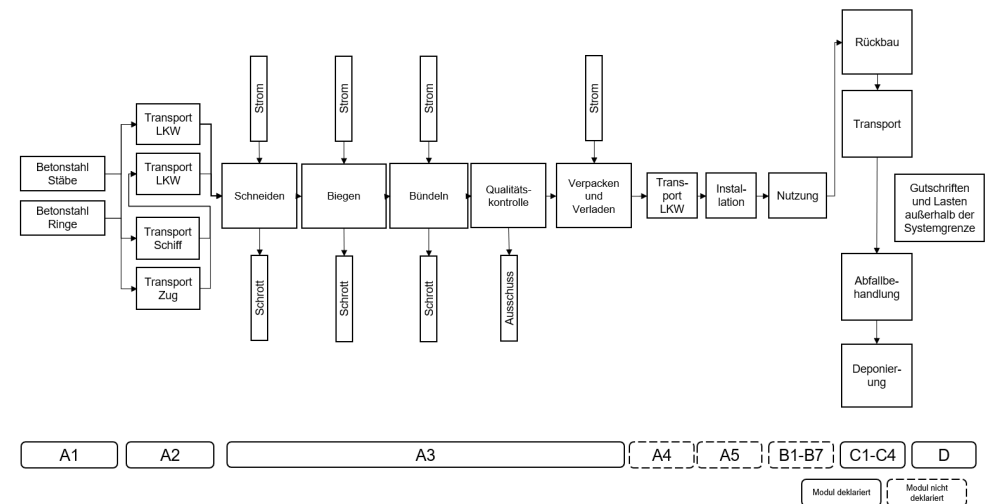 Betonstahl
Stäbe
Betonstahl
Ringe
Transport
LKW
Transport
LKW
Transport
Schiff
Transport
Zug
Strom
Strom
Strom
Strom
Schneiden
Biegen
Bündeln
Qualitäts-
kontrolle
Verpacken
und
Verladen
Schrott
Schrott
Schrott
Ausschuss
Trans-
port
LKW
Instal-
lation
Nutzung
Rückbau
Transport
Abfallbe-
handlung
Deponier-
ung
Gutschriften
und Lasten
außerhalb der
Systemgrenze
A1
A2
A3
A4
A5
B1-B7
C1-C4
D
Modul deklariert
Modul nicht
deklariert